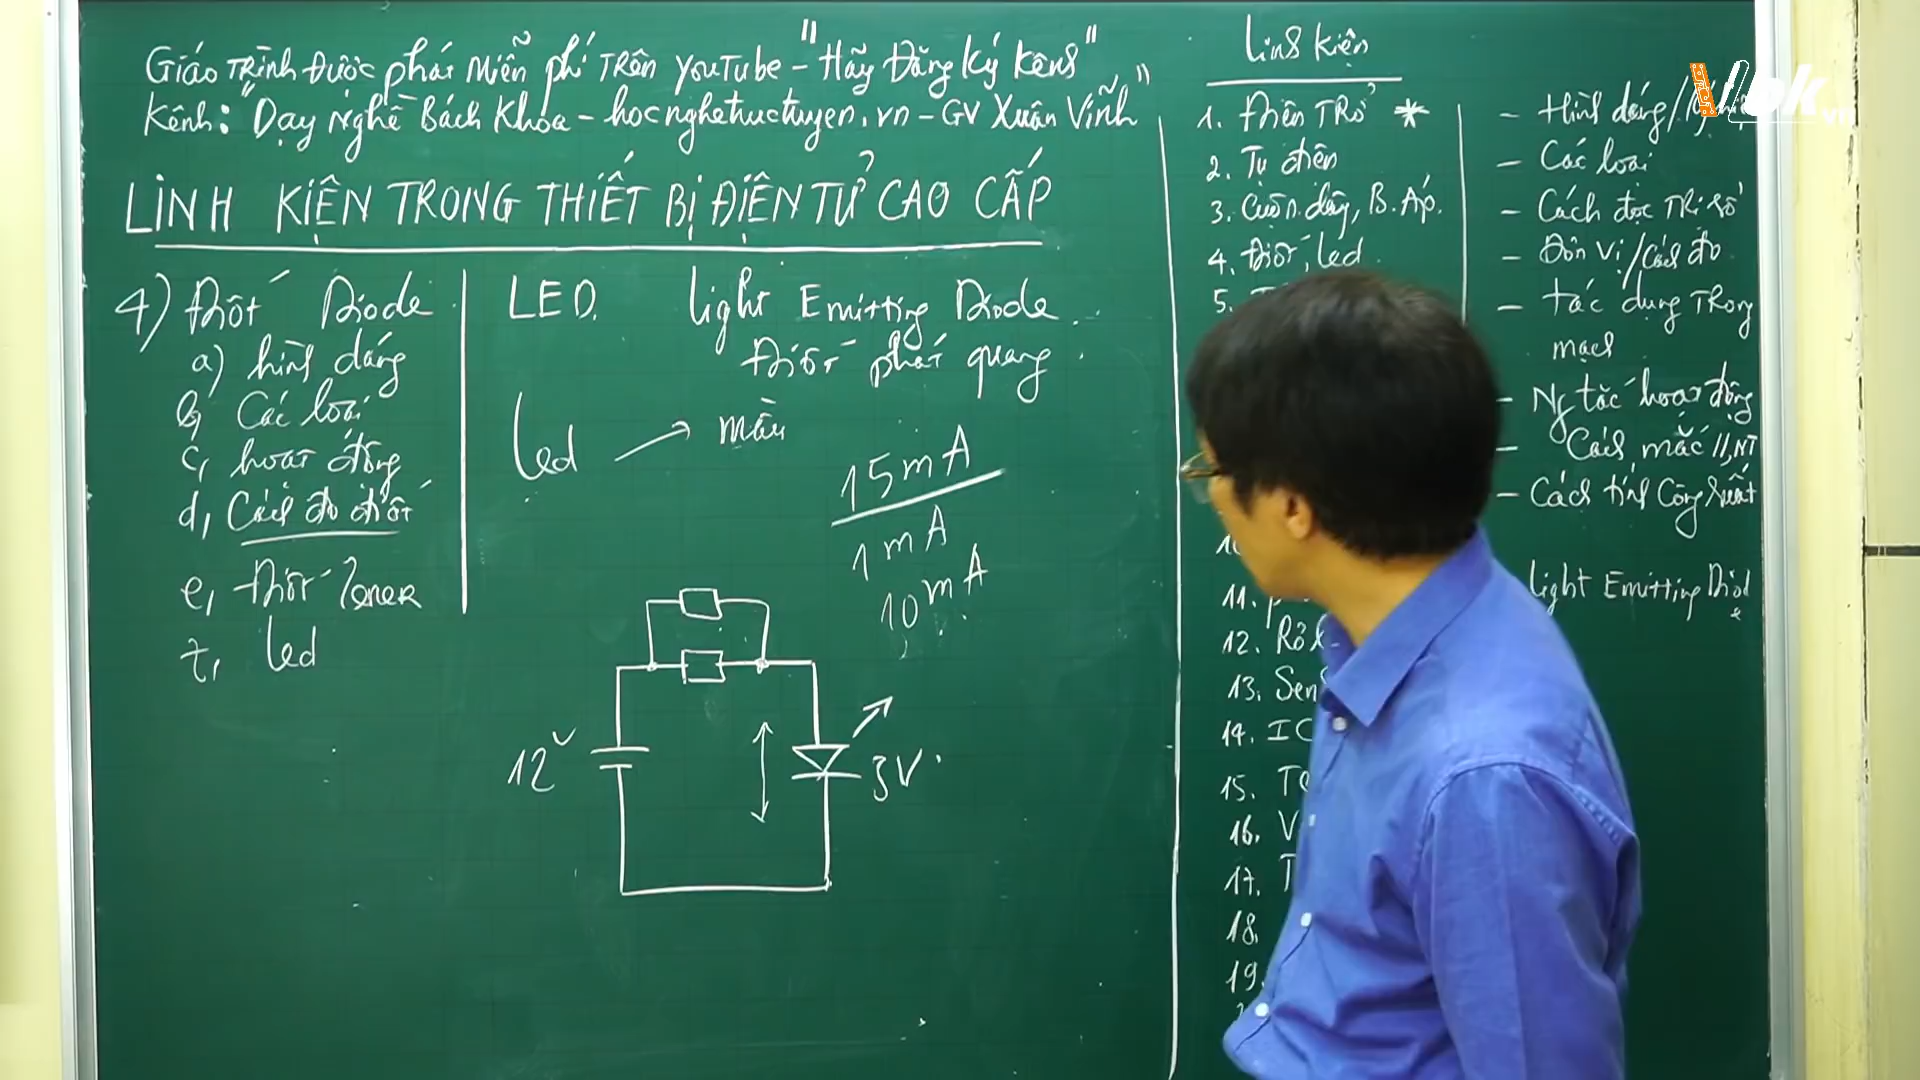 Giáo Trình Được phát Miễn phí Trên YouTube - "Hãy Đăng Ký Kênh"
Kênh: "Dạy Nghề Bách Khoa - hocnghetructuyen.vn - GV Xuân Vinh"
LINH KIỆN TRONG THIẾT BỊ ĐIỆN TỬ CAO CẤP
4) Điốt Diode
a) hình dáng
b, Các loại
c, hoạt động
d, Cách đo điốt
e, Điốt Zener
f, led
LED. Light Emitting Diode.
Điốt phát quang.
Led → màu
15mA
1mA
10mA
12V
3V
Linh Kiện
1. Điện Trở *
2. Tụ điện
3. Cuộn dây, B. Áp.
4. Điốt, led.
5.
11.
12. Rơ
13. Sen
14. IC
15.
16. V
17. T
18.
19.
- Hình dáng/
- Các loại
- Cách đọc Trị số
- Đơn vị/Cách đo
- Tác dụng Trong
mạch
- Ng tắc hoạt động
- Cách mắc //, NT
- Cách tính Công suất
Light Emitting Diode
.vn